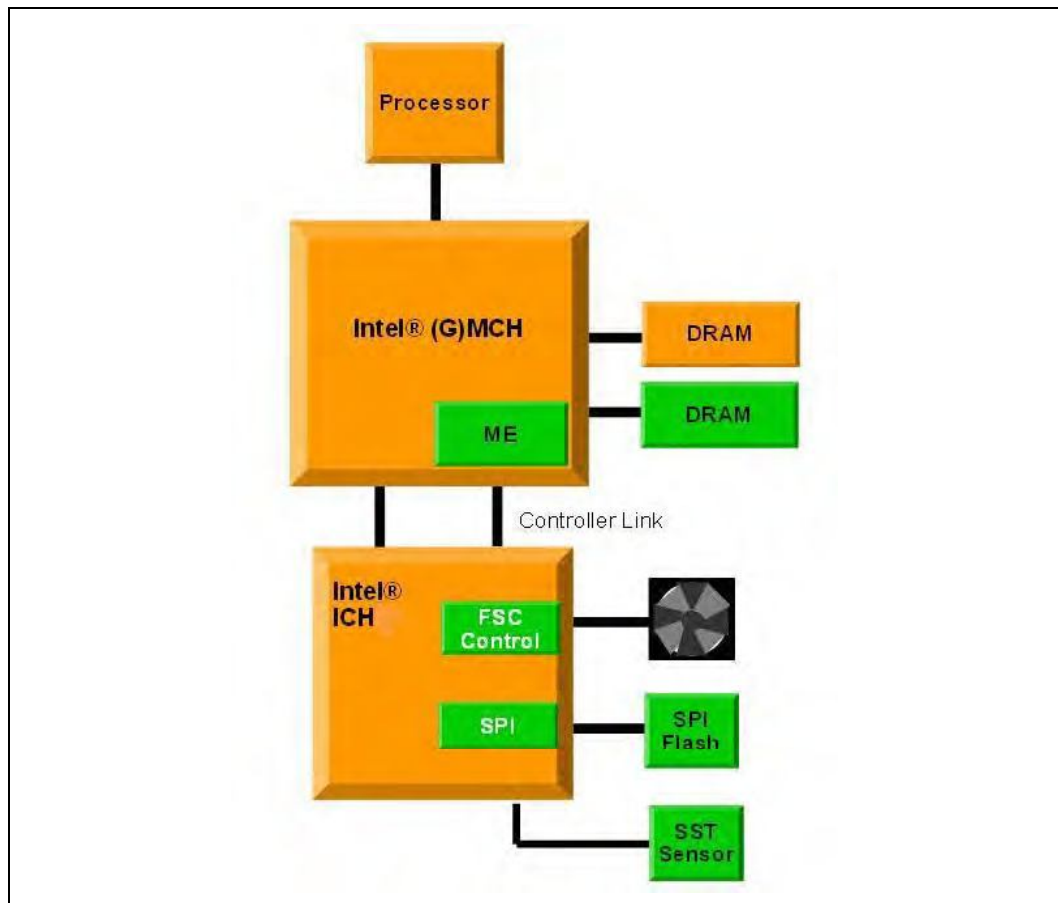 Processor
Intel® (G)MCH
DRAM
ME
DRAM
Controller Link
Intel®
ICH
FSC
Control
SPI
SPI
Flash
SST
Sensor